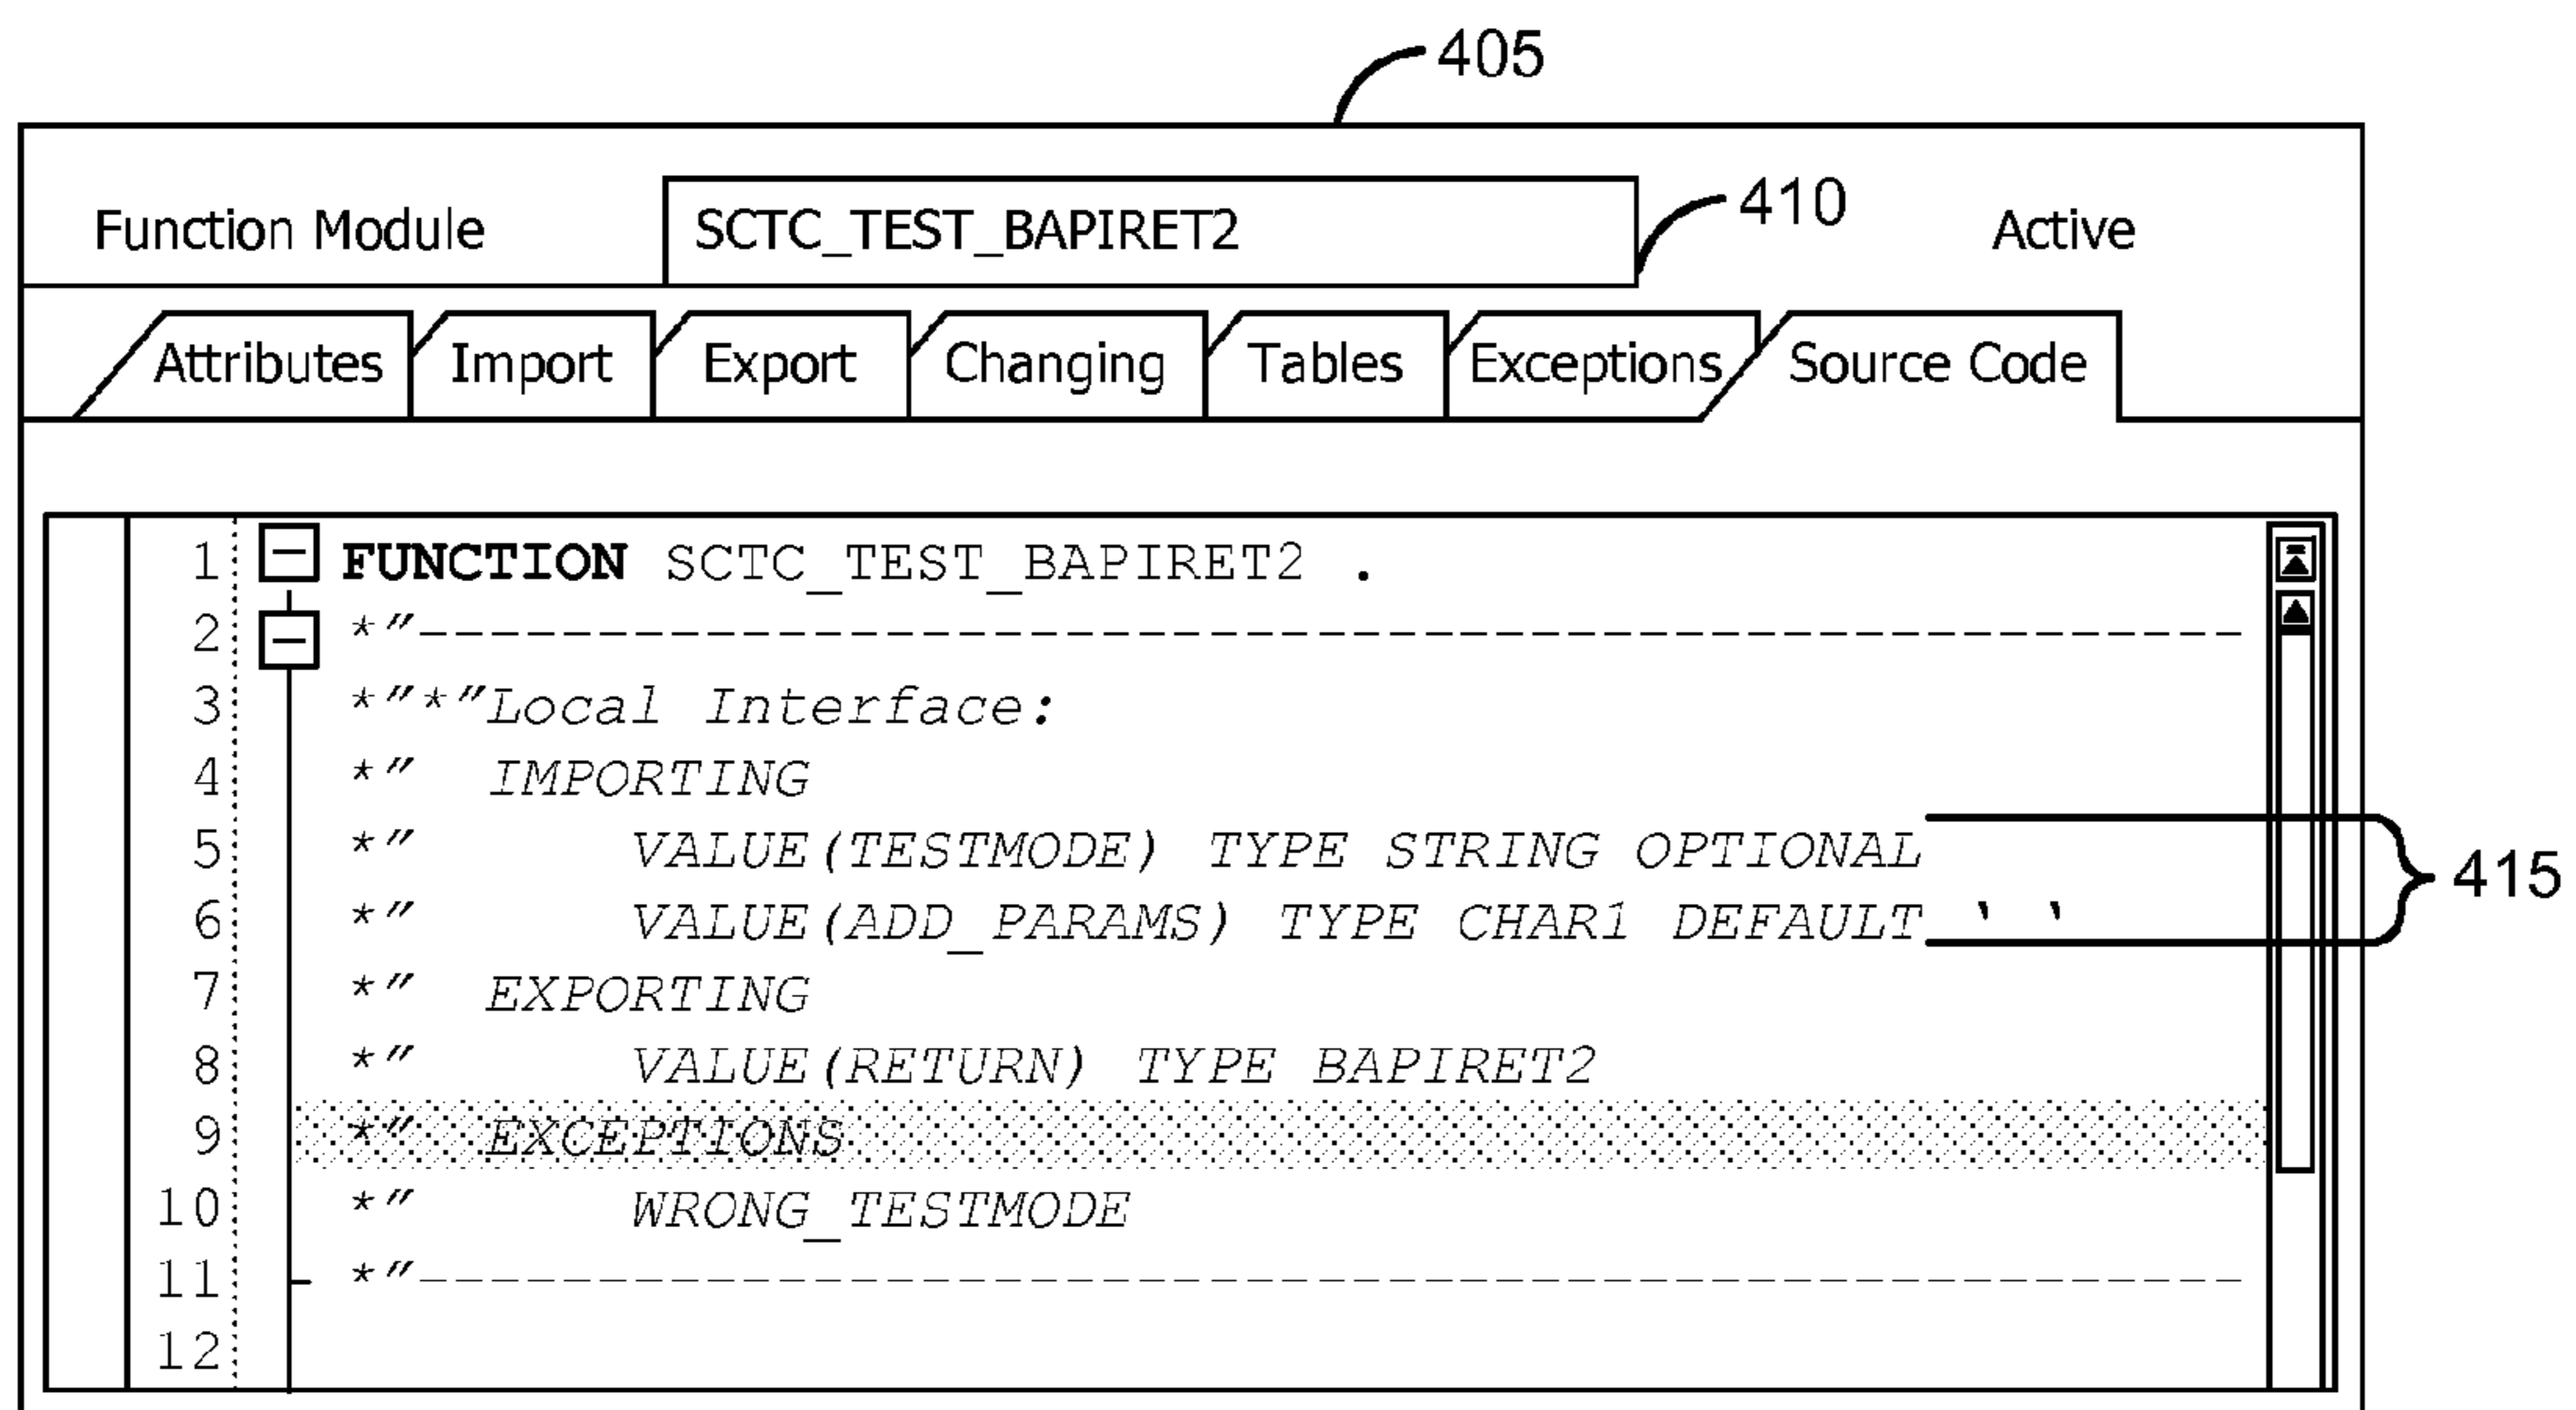 405
Function Module SCTC_TEST_BAPIRET2 410 Active
Attributes Import Export Changing Tables Exceptions Source Code
1 FUNCTION SCTC_TEST_BAPIRET2 .
2 *"----------------------------------------------------
3 *"*"Local Interface:
4 *" IMPORTING
5 *" VALUE(TESTMODE) TYPE STRING OPTIONAL
6 *" VALUE(ADD_PARAMS) TYPE CHAR1 DEFAULT ' '
415
7 *" EXPORTING
8 *" VALUE(RETURN) TYPE BAPIRET2
9 *" EXCEPTIONS
10 *" WRONG_TESTMODE
11 *"----------------------------------------------------
12